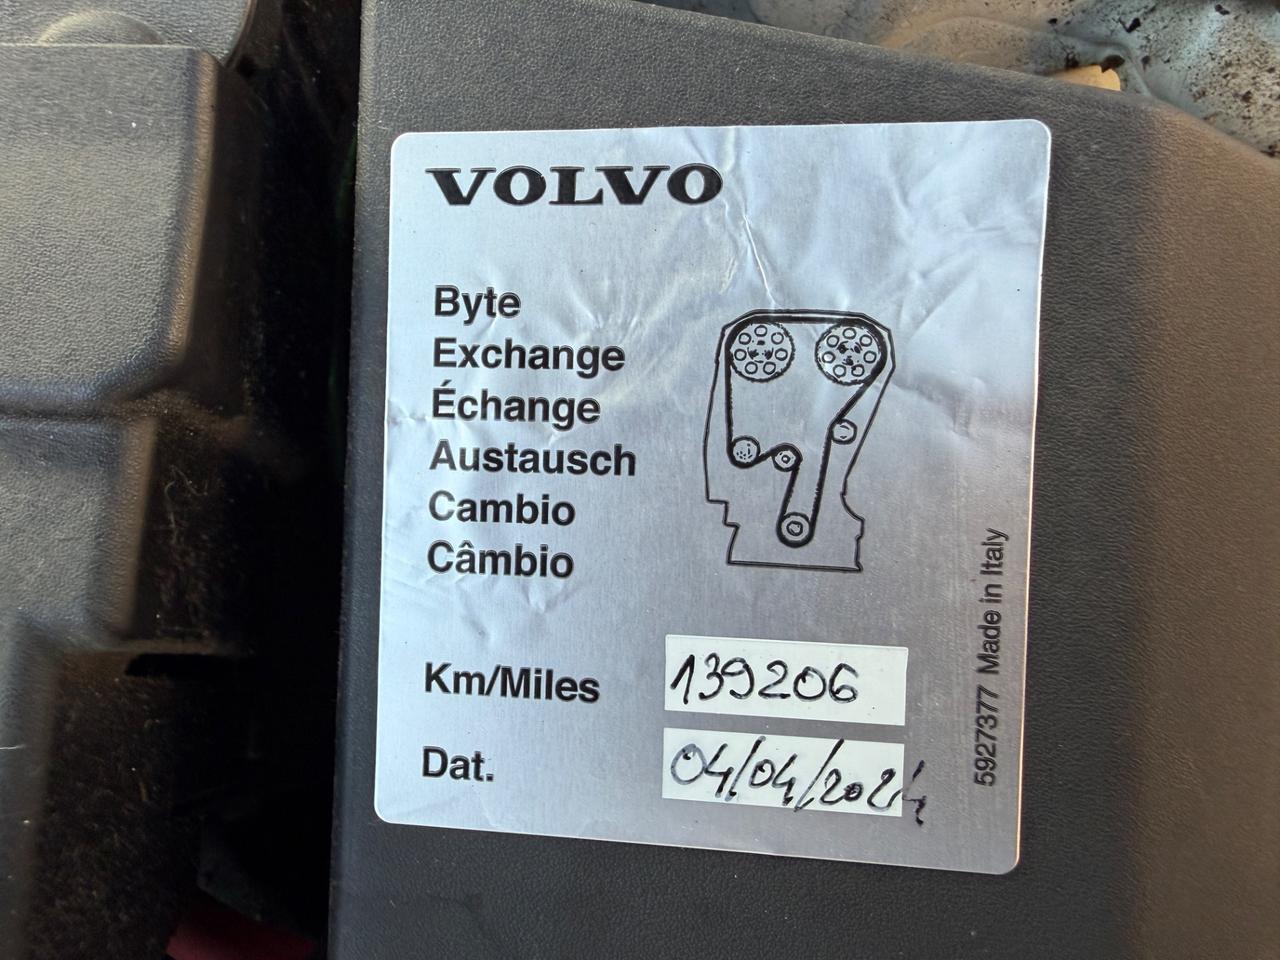 VOLVO
Byte
Exchange
Échange
Austausch
Cambio
Câmbio
Km/Miles 139206
Dat. 04/04/2024
5927377 Made in Italy